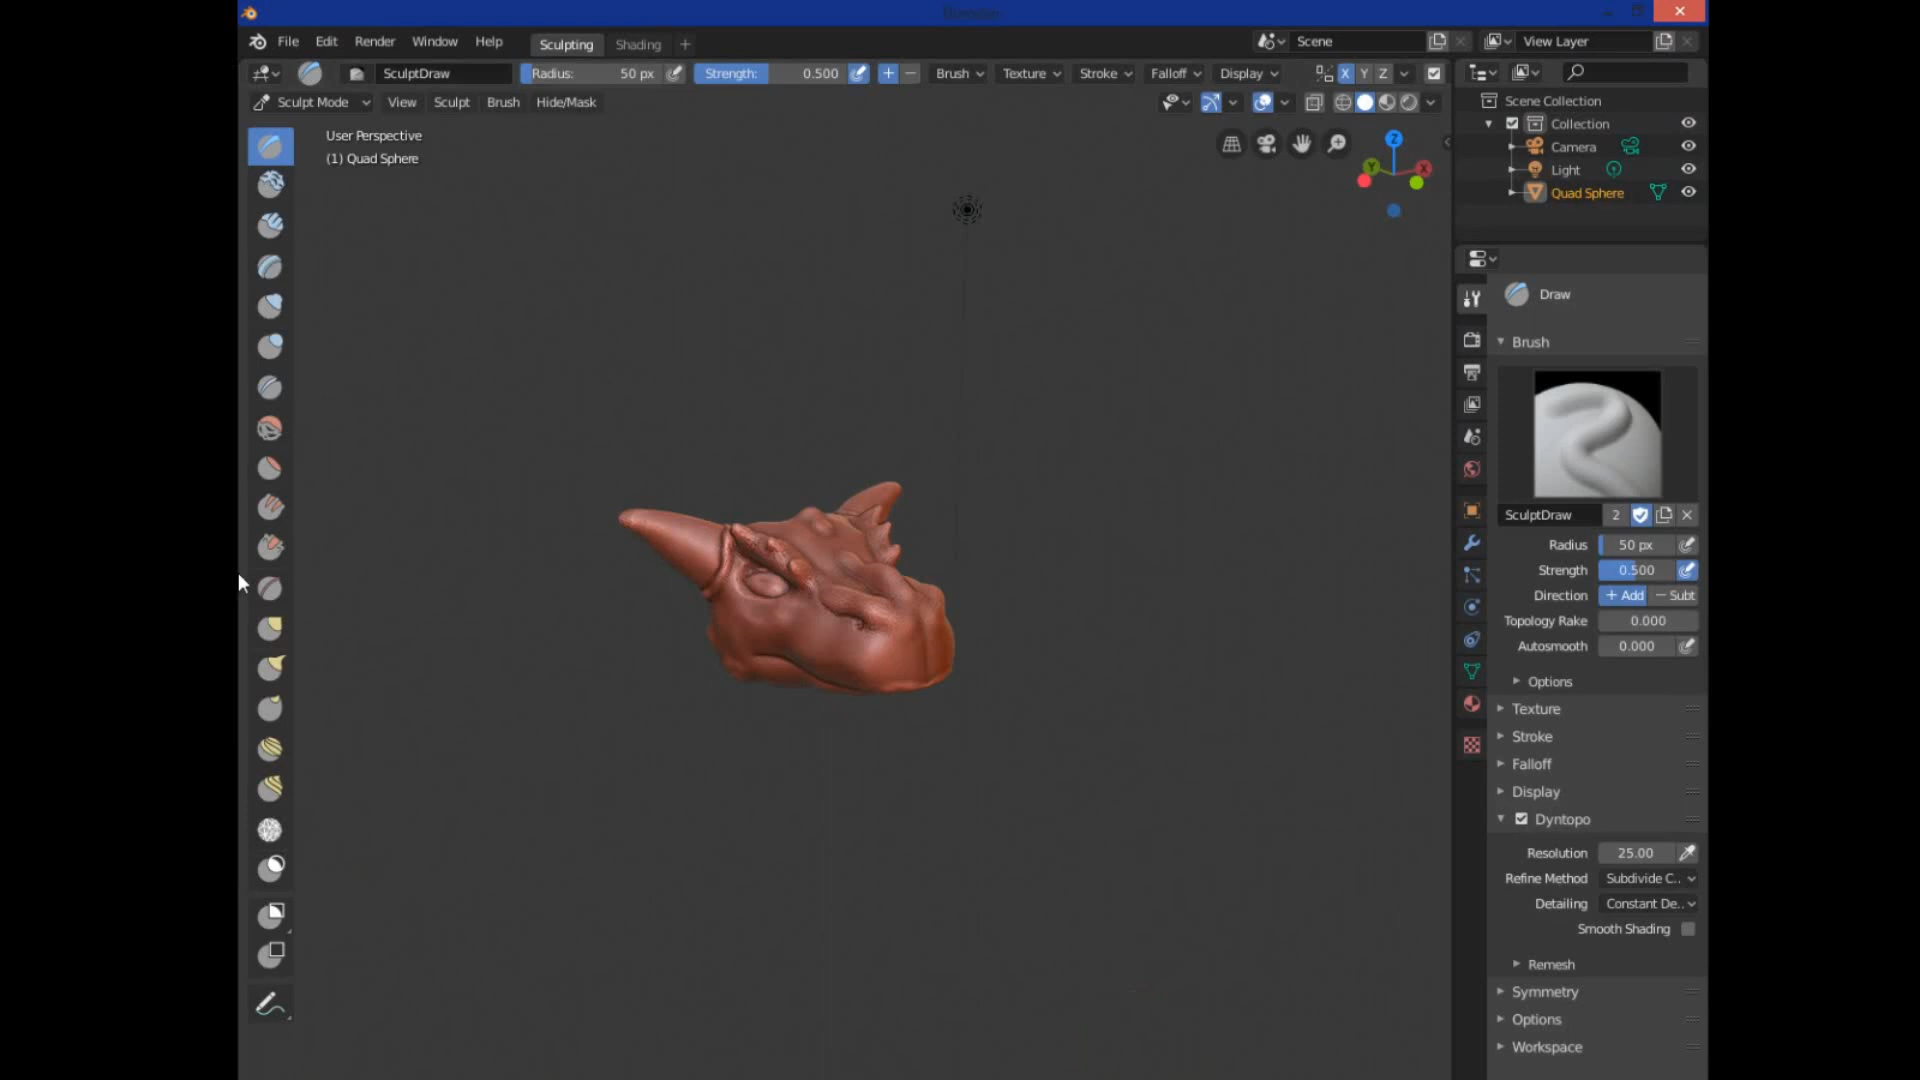 Blender
File Edit Render Window Help Sculpting Shading + Scene View Layer
SculptDraw Radius: 50 px Strength: 0.500 + − Brush Texture Stroke Falloff Display X Y Z
Sculpt Mode View Sculpt Brush Hide/Mask
User Perspective
(1) Quad Sphere
Z
Y X
Scene Collection
Collection
Camera
Light
Quad Sphere
Draw
Brush
SculptDraw 2
Radius 50 px
Strength 0.500
Direction + Add − Subt
Topology Rake 0.000
Autosmooth 0.000
Options
Texture
Stroke
Falloff
Display
Dyntopo
Resolution 25.00
Refine Method Subdivide C..
Detailing Constant De..
Smooth Shading
Remesh
Symmetry
Options
Workspace